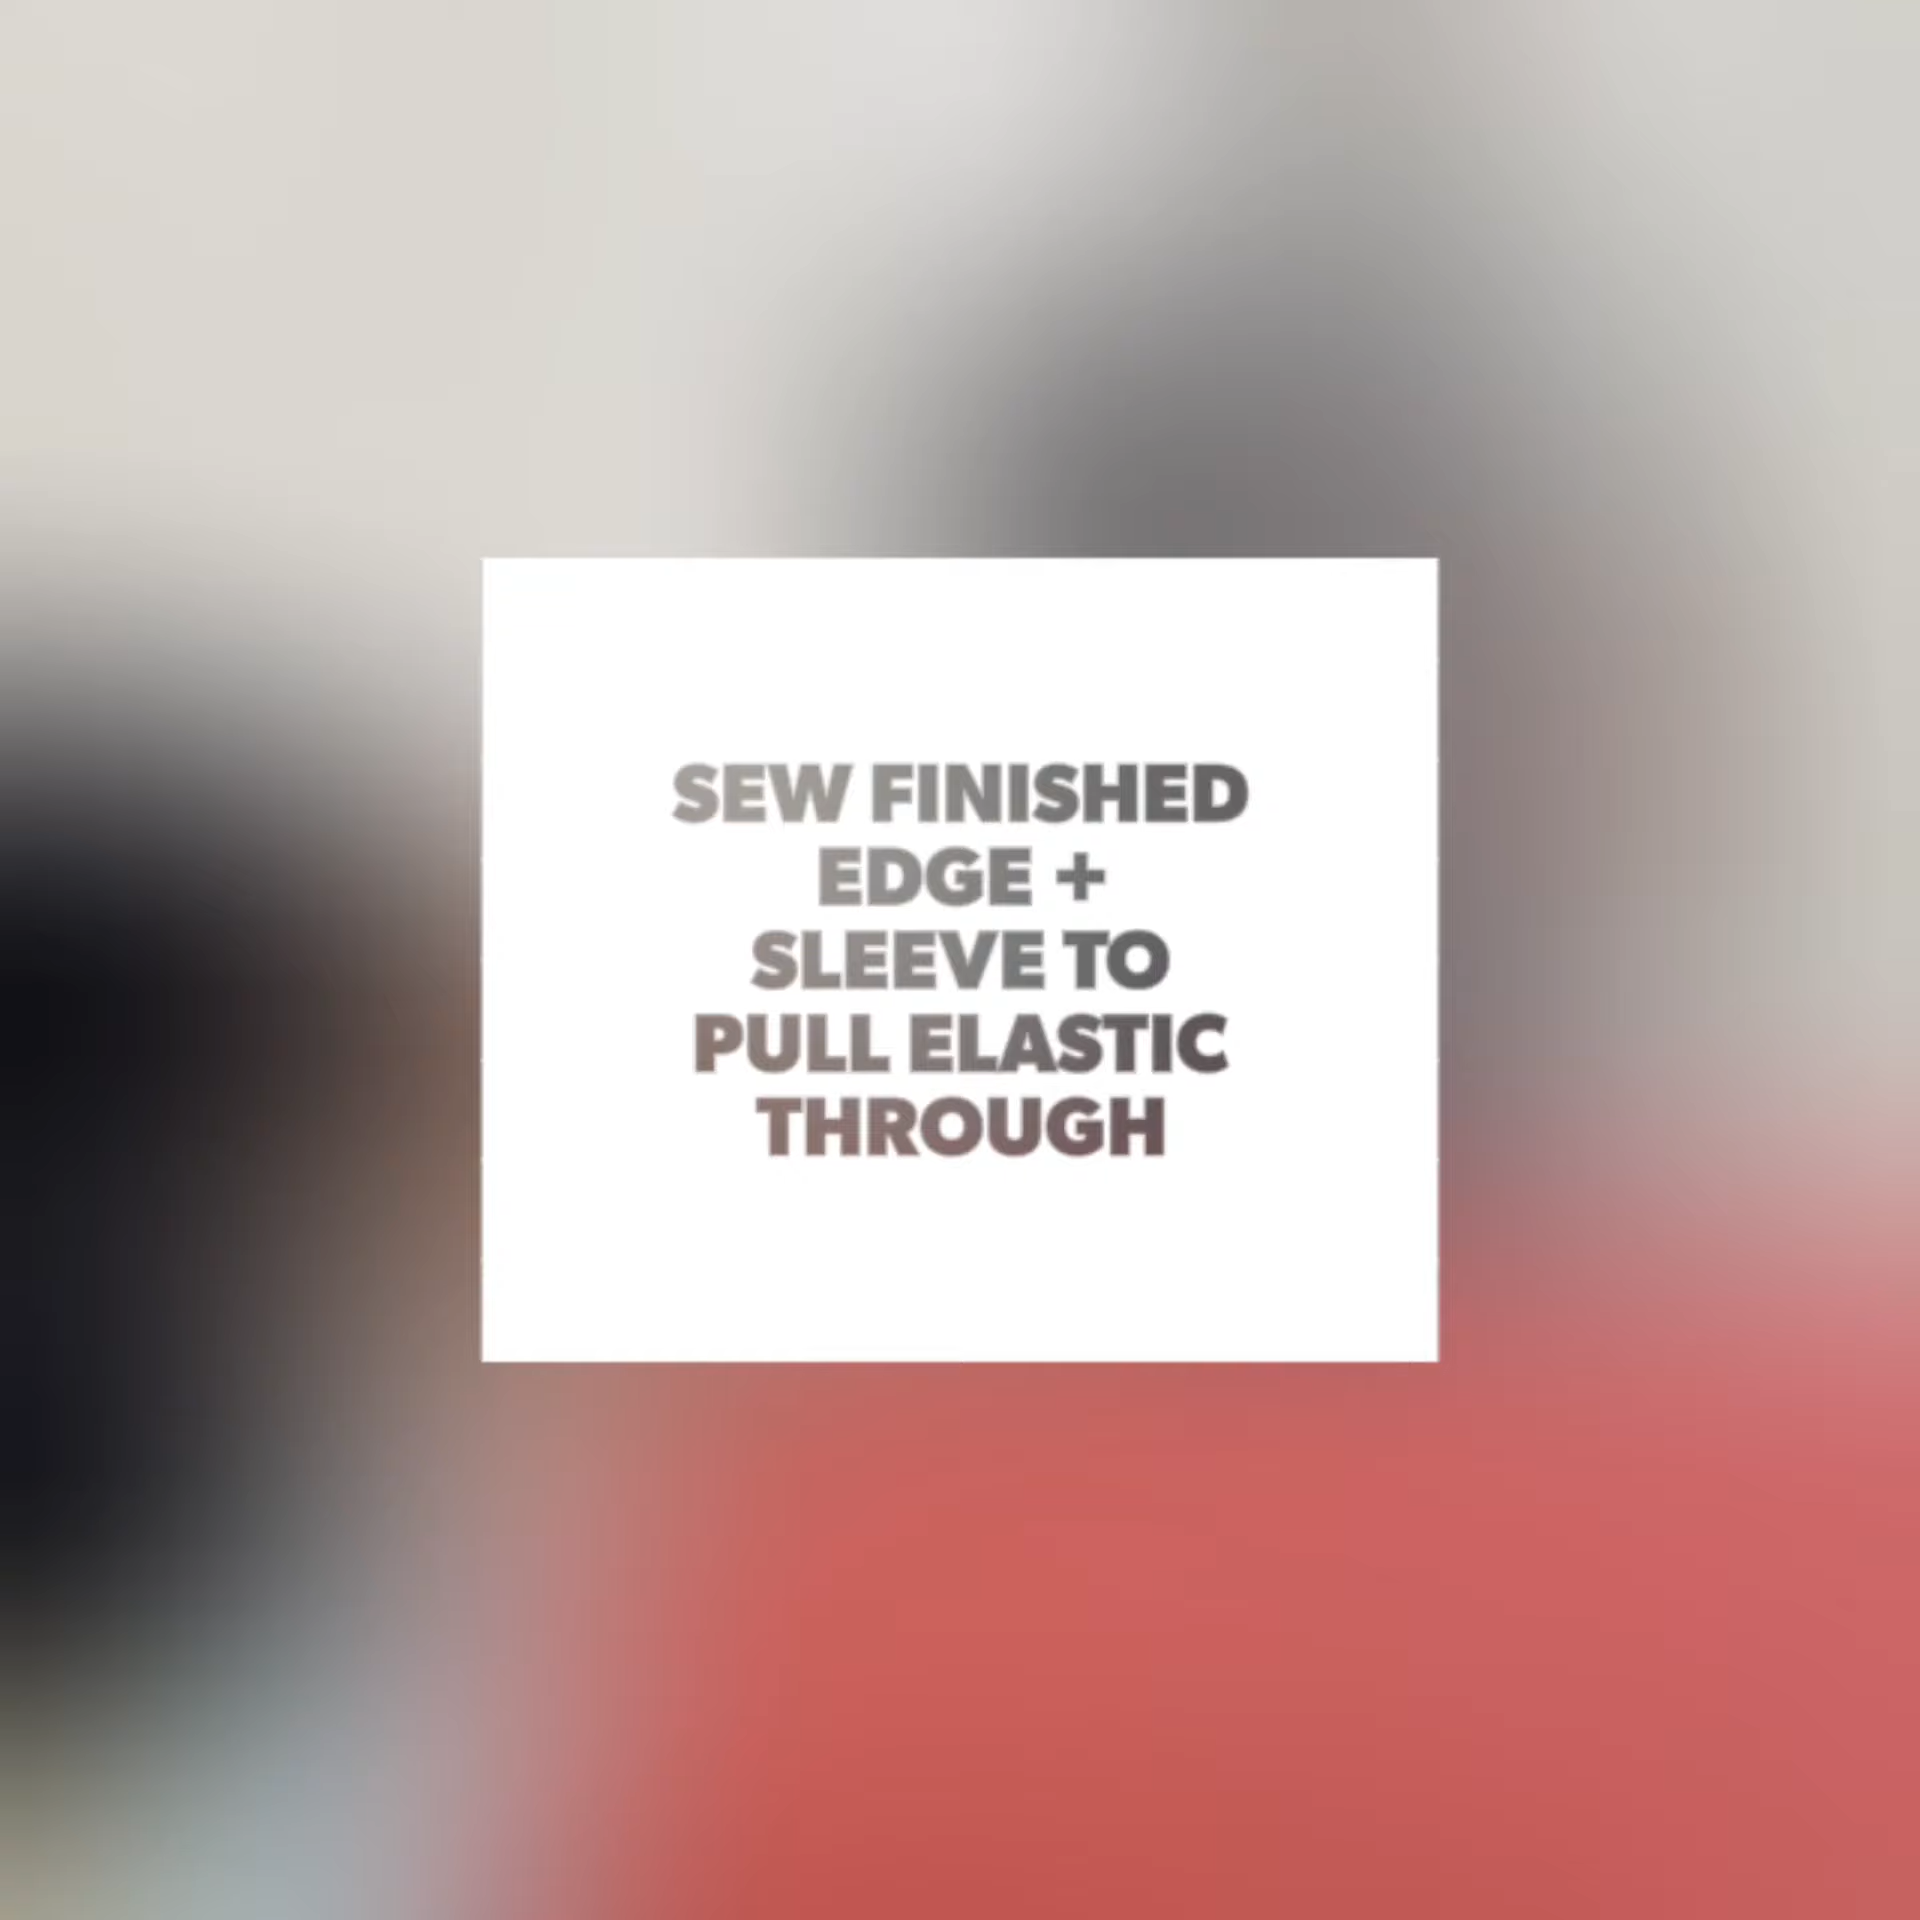 SEW FINISHED
EDGE +
SLEEVE TO
PULL ELASTIC
THROUGH